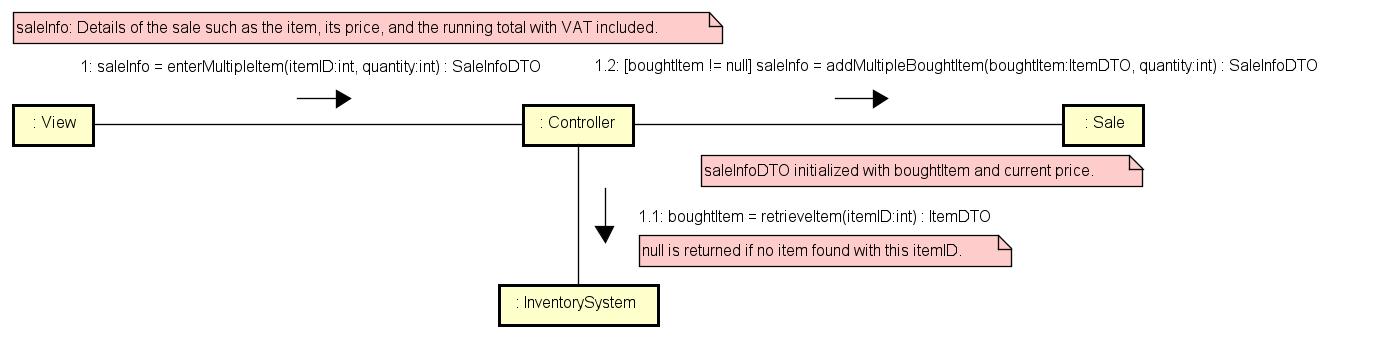 saleInfo: Details of the sale such as the item, its price, and the running total with VAT included.
1: saleInfo = enterMultipleItem(itemID:int, quantity:int) : SaleInfoDTO
1.2: [boughtItem != null] saleInfo = addMultipleBoughtItem(boughtItem:ItemDTO, quantity:int) : SaleInfoDTO
: View
: Controller
: Sale
saleInfoDTO initialized with boughtItem and current price.
1.1: boughtItem = retrieveItem(itemID:int) : ItemDTO
null is returned if no item found with this itemID.
: InventorySystem